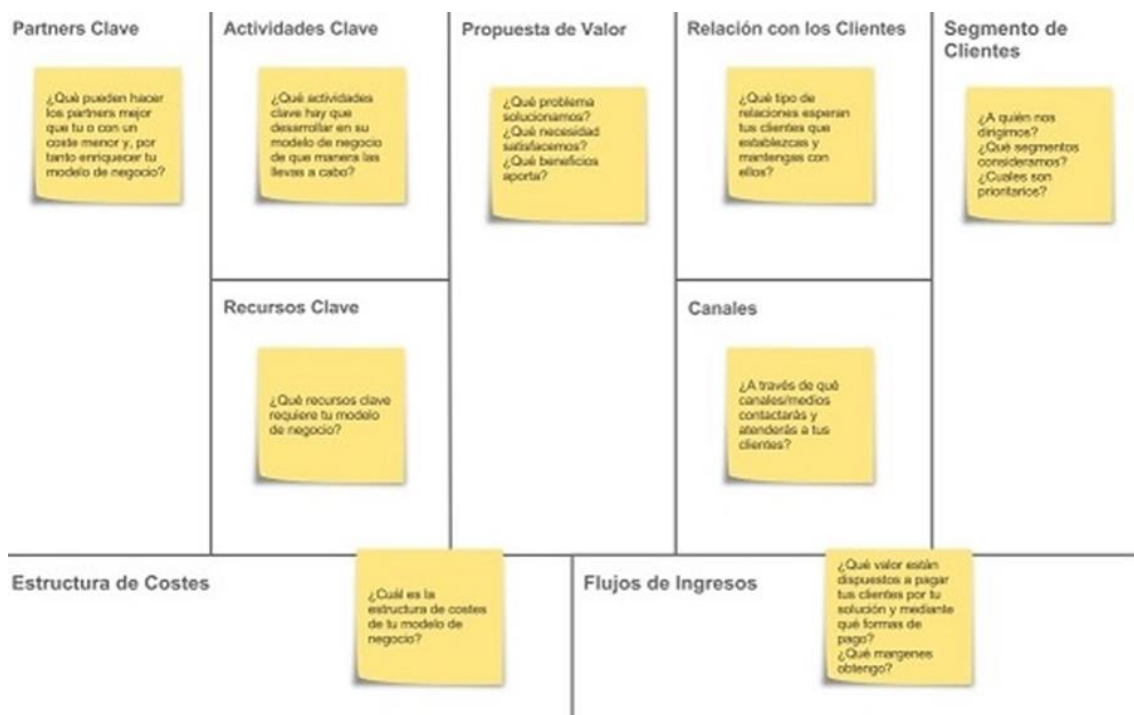 Partners Clave
¿Qué pueden hacer
los partners mejor
que tu o con un
coste menor y, por
tanto enriquecer tu
modelo de negocio?
Actividades Clave
¿Qué actividades
clave hay que
desarrollar en su
modelo de negocio
de que manera las
llevas a cabo?
Recursos Clave
¿Qué recursos clave
requiere tu modelo
de negocio?
Propuesta de Valor
¿Qué problema
solucionamos?
¿Qué necesidad
satisfacemos?
¿Qué beneficios
aporta?
Relación con los Clientes
¿Qué tipo de
relaciones esperan
tus clientes que
establezcas y
mantengas con
ellos?
Canales
¿A través de qué
canales/medios
contactarás y
atenderás a tus
clientes?
Segmento de
Clientes
¿A quién nos
dirigimos?
¿Qué segmentos
consideramos?
¿Cuales son
prioritarios?
Estructura de Costes
¿Cuál es la
estructura de costes
de tu modelo de
negocio?
Flujos de Ingresos
¿Qué valor están
dispuestos a pagar
tus clientes por tu
solución y mediante
qué formas de
pago?
¿Qué margenes
obtengo?